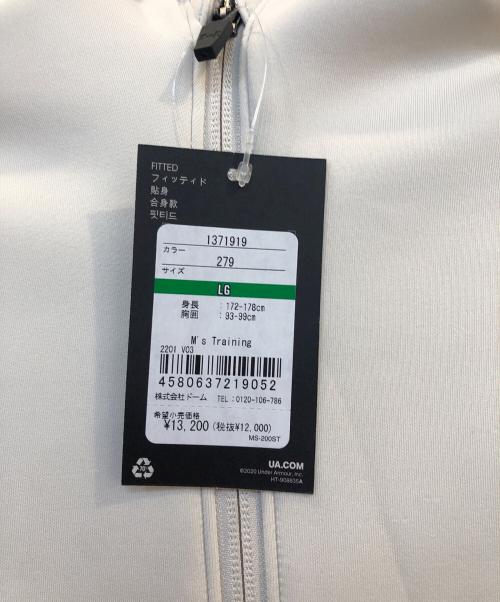 FITTED
フィッティド
貼身
合身款
핏티드
1371919
カラー
279
サイズ
LG
身長 : 172-178cm
胸囲 : 93-99cm
M's Training
2201 V03
4580637219052
株式会社ドーム TEL:0120-106-786
希望小売価格
¥13,200 (税抜¥12,000)
MS-200ST
70
UA.COM
©2020 Under Armour, Inc.
HT-908835A